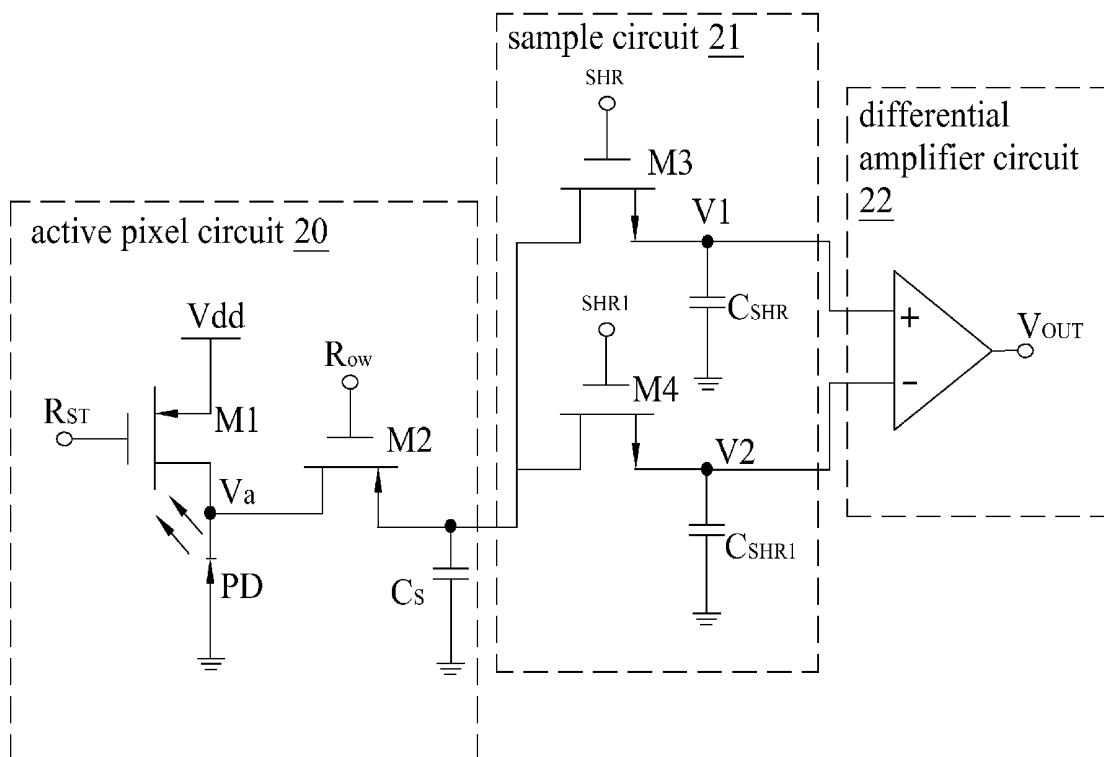 sample circuit 21
SHR
M3
V1
CSHR
SHR1
M4
V2
CSHR1
differential
amplifier circuit
22
+
−
VOUT
active pixel circuit 20
Vdd
RST
M1
Row
M2
Va
PD
CS